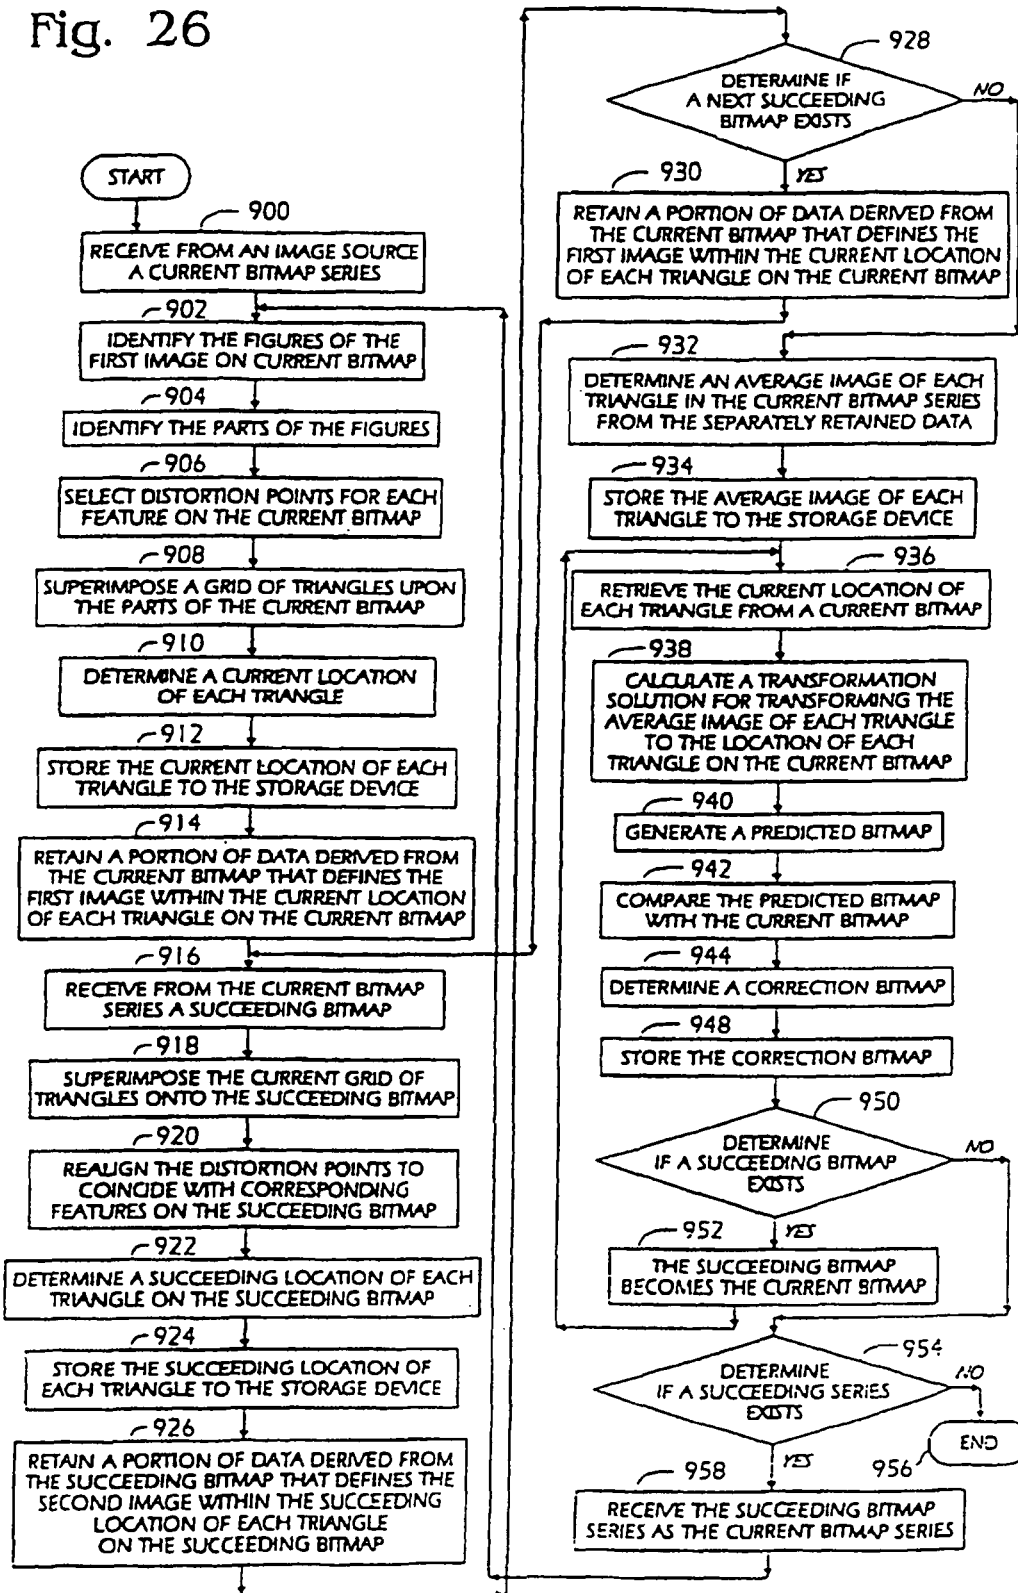 Fig. 26
START
900
RECEIVE FROM AN IMAGE SOURCE
A CURRENT BITMAP SERIES
902
IDENTIFY THE FIGURES OF THE
FIRST IMAGE ON CURRENT BITMAP
904
IDENTIFY THE PARTS OF THE FIGURES
906
SELECT DISTORTION POINTS FOR EACH
FEATURE ON THE CURRENT BITMAP
908
SUPERIMPOSE A GRID OF TRIANGLES UPON
THE PARTS OF THE CURRENT BITMAP
910
DETERMINE A CURRENT LOCATION
OF EACH TRIANGLE
912
STORE THE CURRENT LOCATION OF EACH
TRIANGLE TO THE STORAGE DEVICE
914
RETAIN A PORTION OF DATA DERIVED FROM
THE CURRENT BITMAP THAT DEFINES THE
FIRST IMAGE WITHIN THE CURRENT LOCATION
OF EACH TRIANGLE ON THE CURRENT BITMAP
916
RECEIVE FROM THE CURRENT BITMAP
SERIES A SUCCEEDING BITMAP
918
SUPERIMPOSE THE CURRENT GRID OF
TRIANGLES ONTO THE SUCCEEDING BITMAP
920
REALIGN THE DISTORTION POINTS TO
COINCIDE WITH CORRESPONDING
FEATURES ON THE SUCCEEDING BITMAP
922
DETERMINE A SUCCEEDING LOCATION OF EACH
TRIANGLE ON THE SUCCEEDING BITMAP
924
STORE THE SUCCEEDING LOCATION OF
EACH TRIANGLE TO THE STORAGE DEVICE
926
RETAIN A PORTION OF DATA DERIVED FROM
THE SUCCEEDING BITMAP THAT DEFINES THE
SECOND IMAGE WITHIN THE SUCCEEDING
LOCATION OF EACH TRIANGLE
ON THE SUCCEEDING BITMAP
928
DETERMINE IF
A NEXT SUCCEEDING
BITMAP EXISTS
NO
YES
930
RETAIN A PORTION OF DATA DERIVED FROM
THE CURRENT BITMAP THAT DEFINES THE
FIRST IMAGE WITHIN THE CURRENT LOCATION
OF EACH TRIANGLE ON THE CURRENT BITMAP
932
DETERMINE AN AVERAGE IMAGE OF EACH
TRIANGLE IN THE CURRENT BITMAP SERIES
FROM THE SEPARATELY RETAINED DATA
934
STORE THE AVERAGE IMAGE OF EACH
TRIANGLE TO THE STORAGE DEVICE
936
RETRIEVE THE CURRENT LOCATION OF
EACH TRIANGLE FROM A CURRENT BITMAP
938
CALCULATE A TRANSFORMATION
SOLUTION FOR TRANSFORMING THE
AVERAGE IMAGE OF EACH TRIANGLE
TO THE LOCATION OF EACH
TRIANGLE ON THE CURRENT BITMAP
940
GENERATE A PREDICTED BITMAP
942
COMPARE THE PREDICTED BITMAP
WITH THE CURRENT BITMAP
944
DETERMINE A CORRECTION BITMAP
948
STORE THE CORRECTION BITMAP
950
DETERMINE
IF A SUCCEEDING BITMAP
EXISTS
NO
YES
952
THE SUCCEEDING BITMAP
BECOMES THE CURRENT BITMAP
954
DETERMINE
IF A SUCCEEDING SERIES
EXISTS
NO
END
956
YES
958
RECEIVE THE SUCCEEDING BITMAP
SERIES AS THE CURRENT BITMAP SERIES